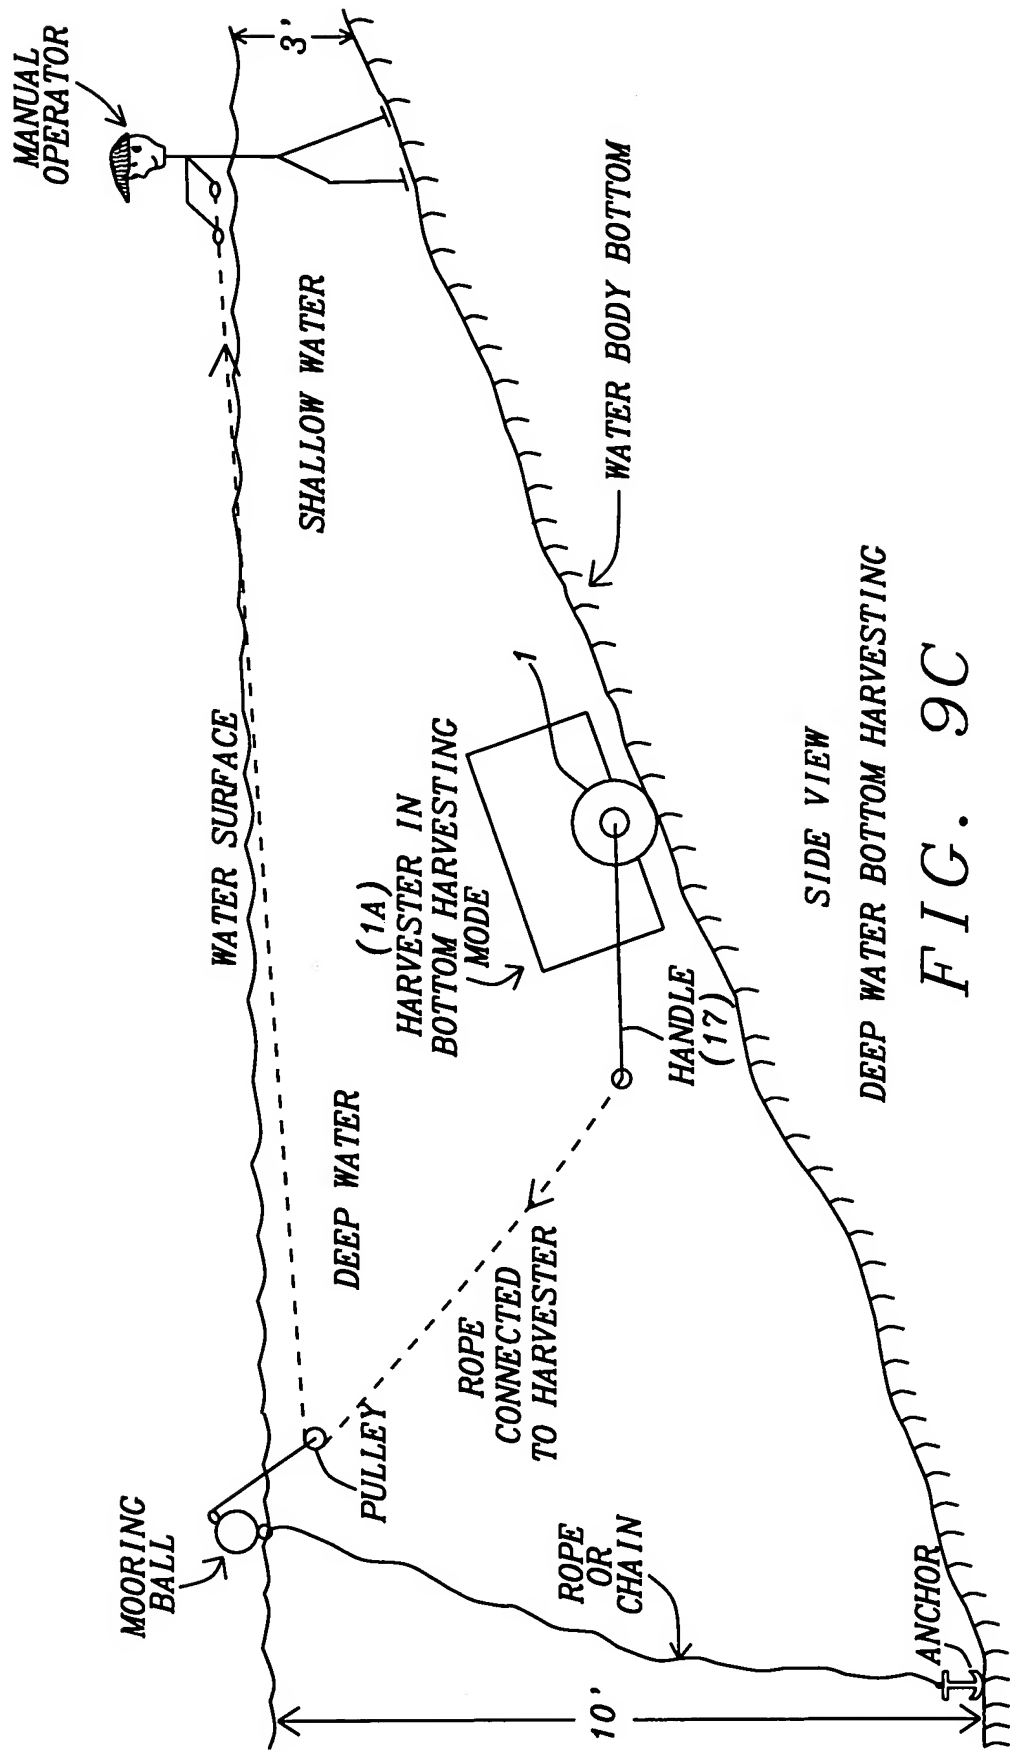 MANUAL
OPERATOR
3'
MOORING
BALL
WATER SURFACE
PULLEY
DEEP WATER
SHALLOW WATER
(1A)
HARVESTER IN
BOTTOM HARVESTING
MODE
1
ROPE
CONNECTED
TO HARVESTER
HANDLE
(17)
WATER BODY BOTTOM
ROPE
OR
CHAIN
10'
ANCHOR
SIDE VIEW
DEEP WATER BOTTOM HARVESTING
FIG. 9C